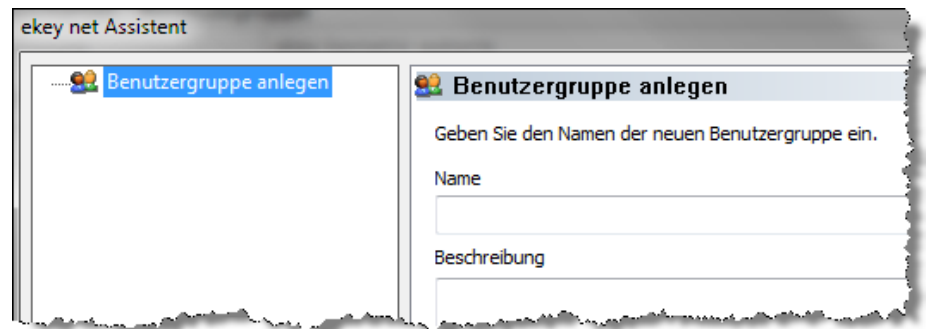 ekey net Assistent
Benutzergruppe anlegen
Benutzergruppe anlegen
Geben Sie den Namen der neuen Benutzergruppe ein.
Name
Beschreibung